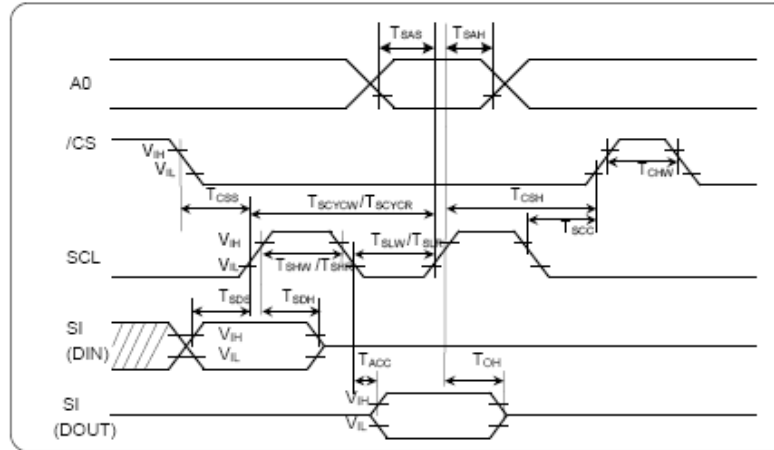 TSAS TSAH
A0
/CS
VIH
VIL
TCHW
TCSS
TSCYCW/TSCYCR
TCSH
TSLW/TSLR
TSCC
SCL
VIH
VIL
TSHW /TSHR
TSDS
TSDH
SI
(DIN)
VIH
VIL
TACC
TOH
SI
(DOUT)
VIH
VIL